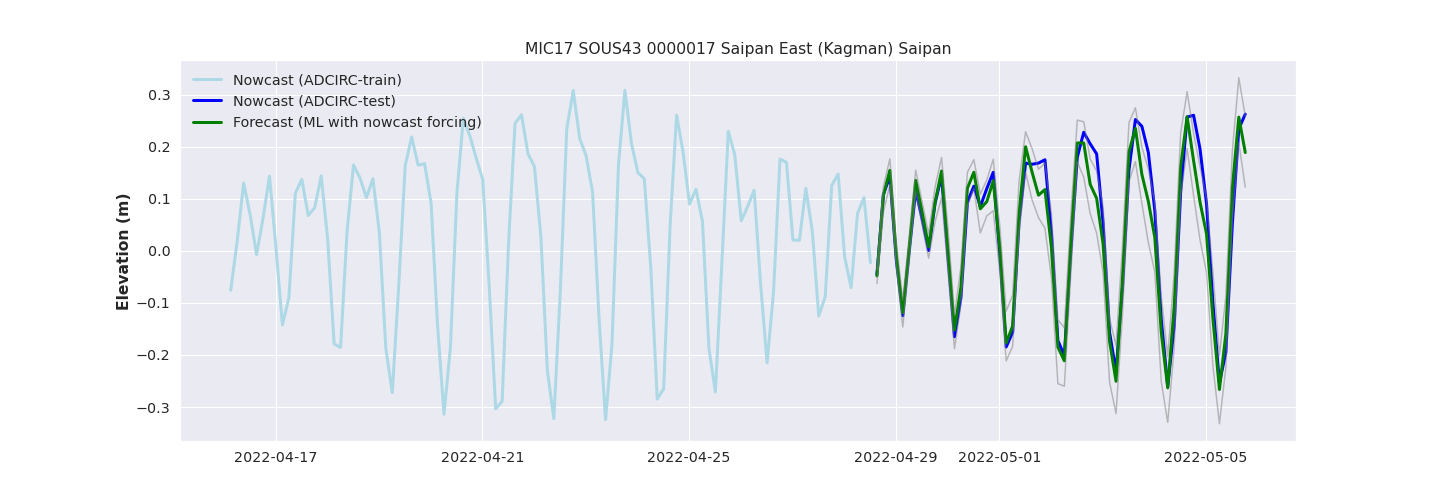 MIC17 SOUS43 0000017 Saipan East (Kagman) Saipan
Nowcast (ADCIRC-train)
Nowcast (ADCIRC-test)
Forecast (ML with nowcast forcing)
Elevation (m)
0.3
0.2
0.1
0.0
−0.1
−0.2
−0.3
2022-04-17 2022-04-21 2022-04-25 2022-04-29 2022-05-01 2022-05-05